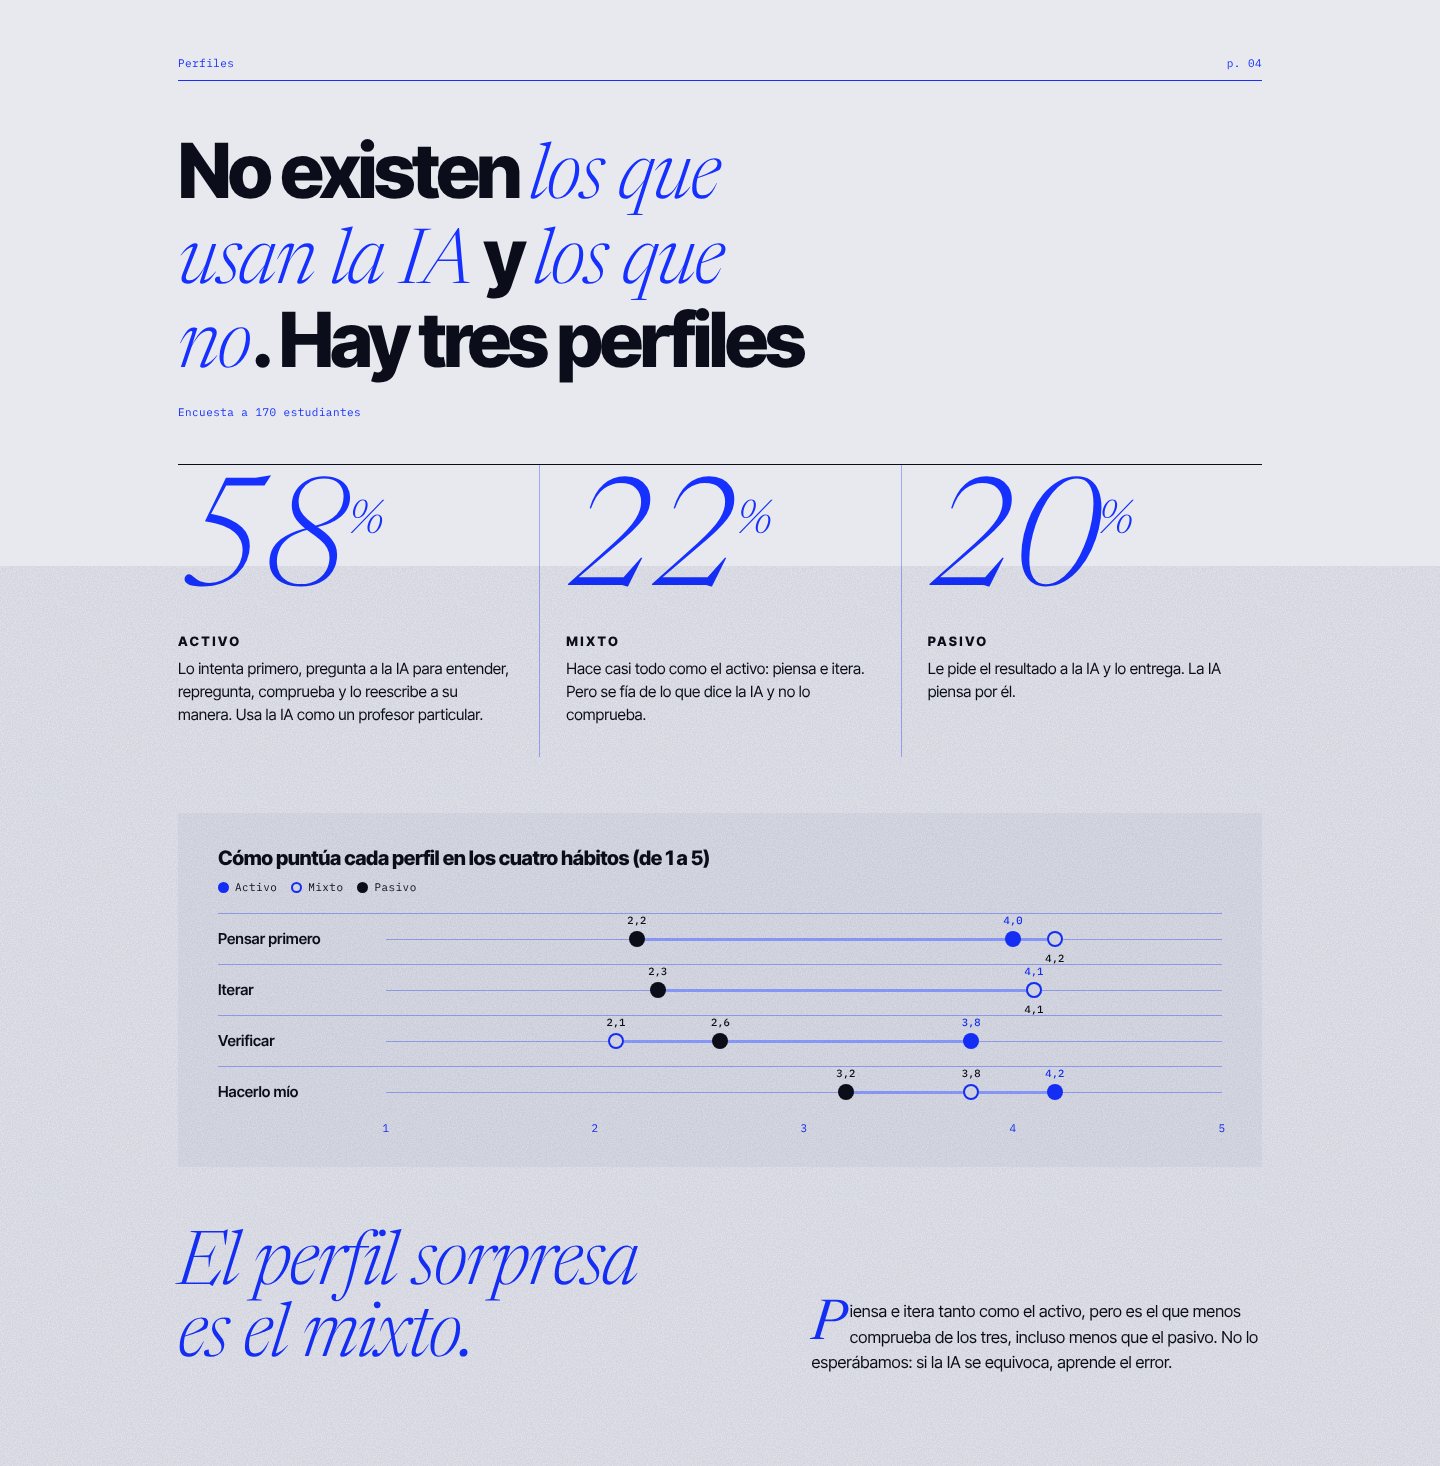 Perfiles
p. 04
No existen los que
usan la IA y los que
no. Hay tres perfiles
Encuesta a 170 estudiantes
58%
ACTIVO
Lo intenta primero, pregunta a la IA para entender,
repregunta, comprueba y lo reescribe a su
manera. Usa la IA como un profesor particular.
22%
MIXTO
Hace casi todo como el activo: piensa e itera.
Pero se fía de lo que dice la IA y no lo
comprueba.
20%
PASIVO
Le pide el resultado a la IA y lo entrega. La IA
piensa por él.
Cómo puntúa cada perfil en los cuatro hábitos (de 1 a 5)
Activo Mixto Pasivo
Pensar primero
2,2 4,0
4,2
Iterar
2,3 4,1
4,1
Verificar
2,1 2,6 3,8
Hacerlo mío
3,2 3,8 4,2
1 2 3 4 5
El perfil sorpresa
es el mixto.
Piensa e itera tanto como el activo, pero es el que menos
comprueba de los tres, incluso menos que el pasivo. No lo
esperábamos: si la IA se equivoca, aprende el error.